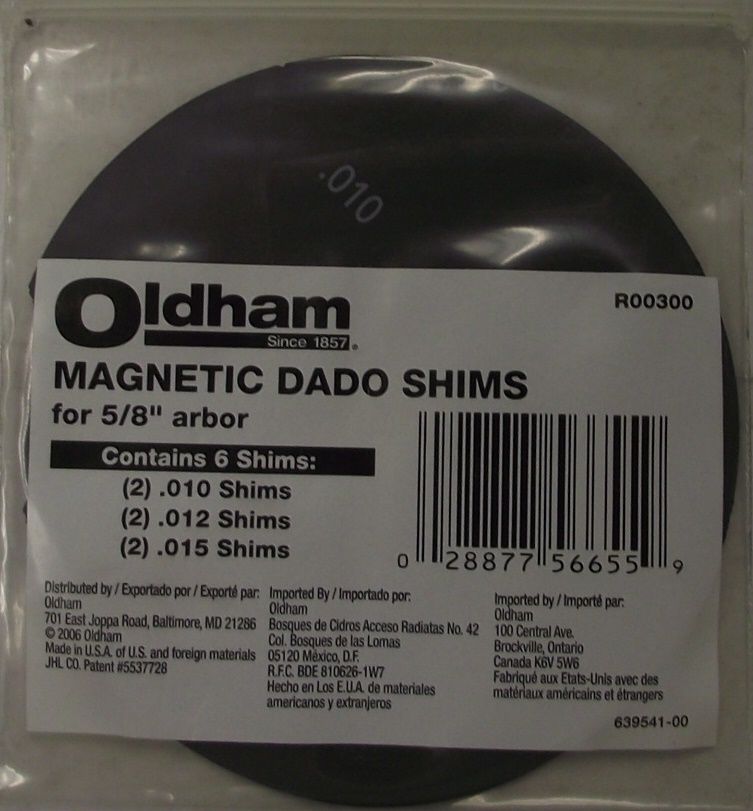 .010
Oldham
Since 1857.
R00300
MAGNETIC DADO SHIMS
for 5/8" arbor
Contains 6 Shims:
(2) .010 Shims
(2) .012 Shims
(2) .015 Shims
0 28877 56655 9
Distributed by / Exportado por / Exporté par:
Oldham
701 East Joppa Road, Baltimore, MD 21286
© 2006 Oldham
Made in U.S.A. of U.S. and foreign materials
JHL CO. Patent #5537728
Imported By / Importado por:
Oldham
Bosques de Cidros Acceso Radiatas No. 42
Col. Bosques de las Lomas
05120 México, D.F.
R.F.C. BDE 810626-1W7
Hecho en Los E.U.A. de materiales
americanos y extranjeros
Imported by / Importé par:
Oldham
100 Central Ave.
Brockville, Ontario
Canada K6V 5W6
Fabriqué aux Etats-Unis avec des
matériaux américains et étrangers
639541-00